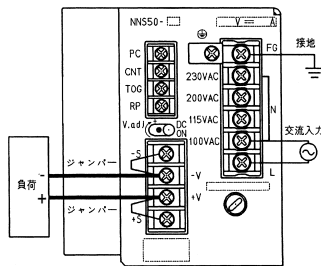 NNS50-
V A
PC
CNT
TOG
RP
FG
接地
230VAC
200VAC
115VAC
100VAC
N
交流入力
L
V.adj
DC
ON
-S
ジャンパー
-V
負荷
+V
ジャンパー
+S